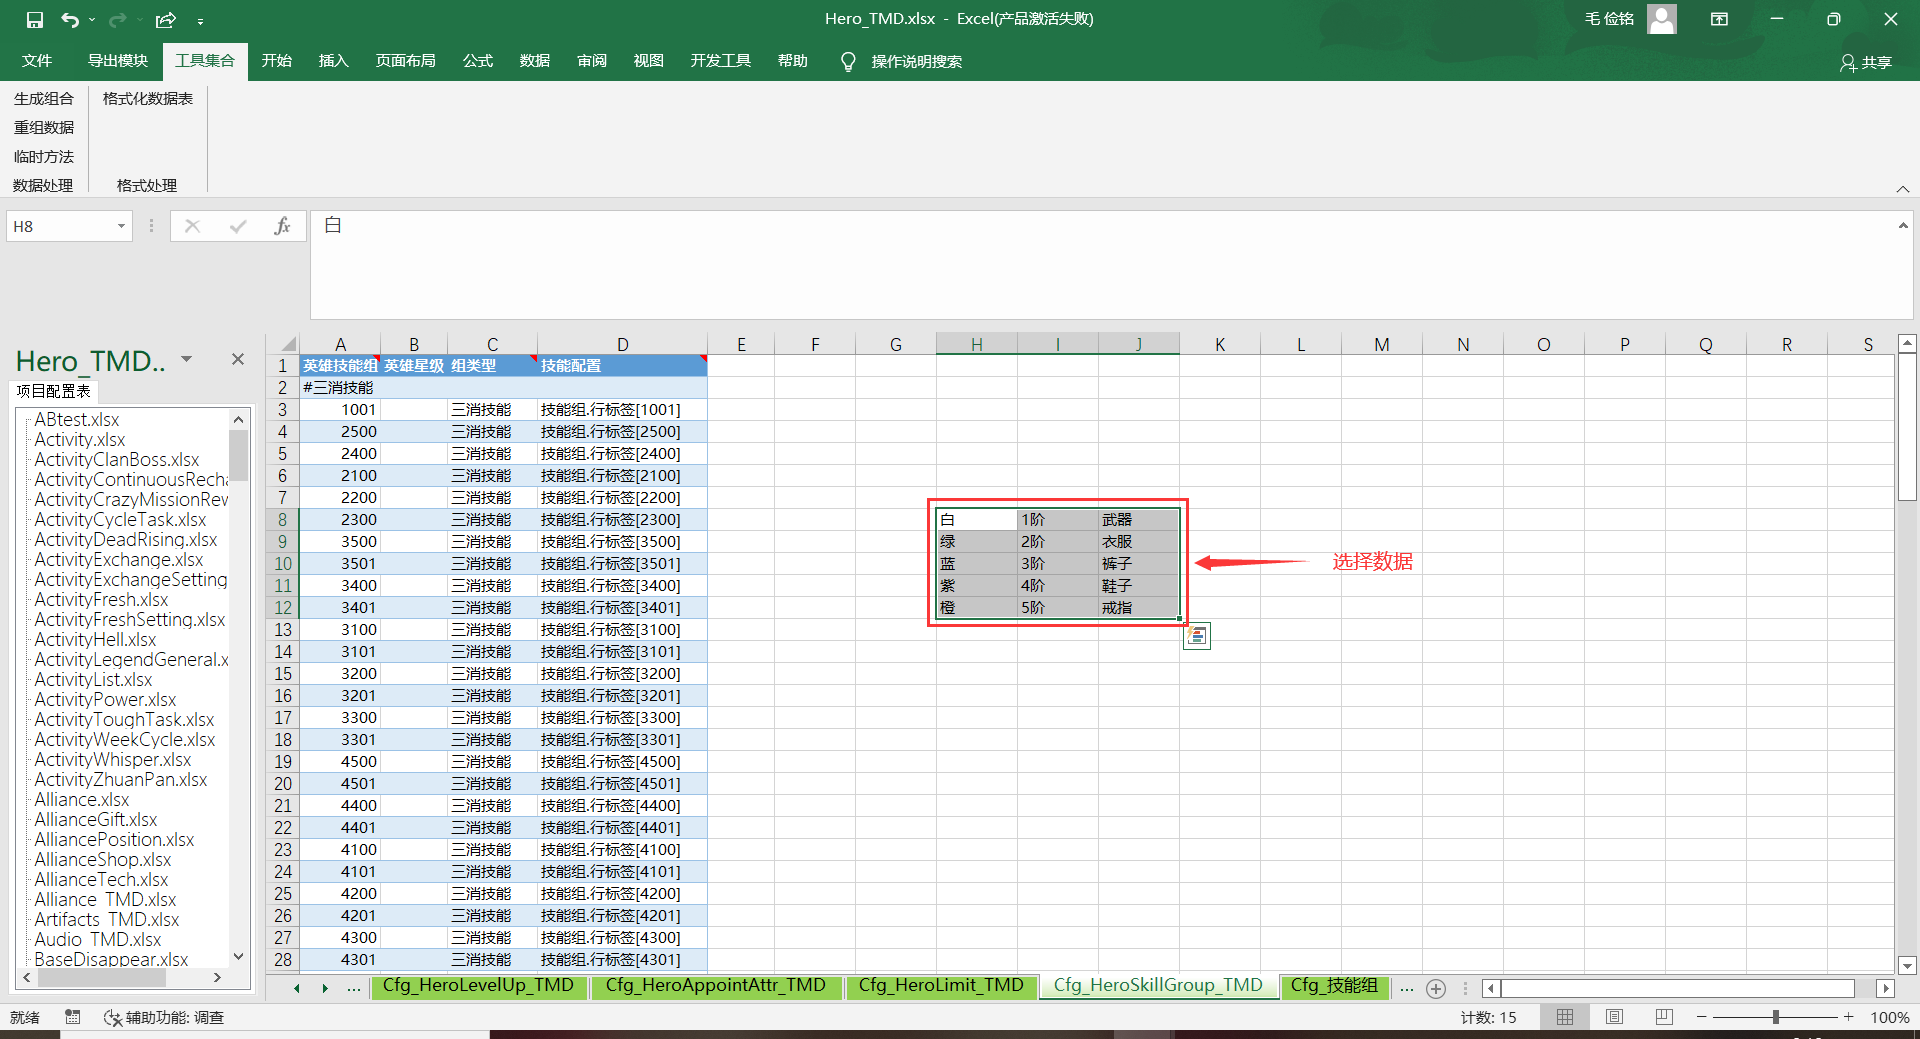 Hero_TMD.xlsx - Excel(产品激活失败)
毛 俭铭
文件 导出模块 工具集合 开始 插入 页面布局 公式 数据 审阅 视图 开发工具 帮助 操作说明搜索 共享
生成组合 格式化数据表
重组数据
临时方法
数据处理 格式处理
H8 fx 白
Hero_TMD..
项目配置表
ABtest.xlsx
Activity.xlsx
ActivityClanBoss.xlsx
ActivityContinuousRecha
ActivityCrazyMissionRew
ActivityCycleTask.xlsx
ActivityDeadRising.xlsx
ActivityExchange.xlsx
ActivityExchangeSetting
ActivityFresh.xlsx
ActivityFreshSetting.xlsx
ActivityHell.xlsx
ActivityLegendGeneral.x
ActivityList.xlsx
ActivityPower.xlsx
ActivityToughTask.xlsx
ActivityWeekCycle.xlsx
ActivityWhisper.xlsx
ActivityZhuanPan.xlsx
Alliance.xlsx
AllianceGift.xlsx
AlliancePosition.xlsx
AllianceShop.xlsx
AllianceTech.xlsx
Alliance_TMD.xlsx
Artifacts_TMD.xlsx
Audio_TMD.xlsx
BaseDisappear.xlsx
A B C D E F G H I J K L M N O P Q R S
1 英雄技能组 英雄星级 组类型 技能配置
2 #三消技能
3 1001 三消技能 技能组.行标签[1001]
4 2500 三消技能 技能组.行标签[2500]
5 2400 三消技能 技能组.行标签[2400]
6 2100 三消技能 技能组.行标签[2100]
7 2200 三消技能 技能组.行标签[2200]
8 2300 三消技能 技能组.行标签[2300] 白 1阶 武器
9 3500 三消技能 技能组.行标签[3500] 绿 2阶 衣服
10 3501 三消技能 技能组.行标签[3501] 蓝 3阶 裤子 选择数据
11 3400 三消技能 技能组.行标签[3400] 紫 4阶 鞋子
12 3401 三消技能 技能组.行标签[3401] 橙 5阶 戒指
13 3100 三消技能 技能组.行标签[3100]
14 3101 三消技能 技能组.行标签[3101]
15 3200 三消技能 技能组.行标签[3200]
16 3201 三消技能 技能组.行标签[3201]
17 3300 三消技能 技能组.行标签[3300]
18 3301 三消技能 技能组.行标签[3301]
19 4500 三消技能 技能组.行标签[4500]
20 4501 三消技能 技能组.行标签[4501]
21 4400 三消技能 技能组.行标签[4400]
22 4401 三消技能 技能组.行标签[4401]
23 4100 三消技能 技能组.行标签[4100]
24 4101 三消技能 技能组.行标签[4101]
25 4200 三消技能 技能组.行标签[4200]
26 4201 三消技能 技能组.行标签[4201]
27 4300 三消技能 技能组.行标签[4300]
28 4301 三消技能 技能组.行标签[4301]
... Cfg_HeroLevelUp_TMD Cfg_HeroAppointAttr_TMD Cfg_HeroLimit_TMD Cfg_HeroSkillGroup_TMD Cfg_技能组 ...
就绪 辅助功能: 调查 计数: 15 100%